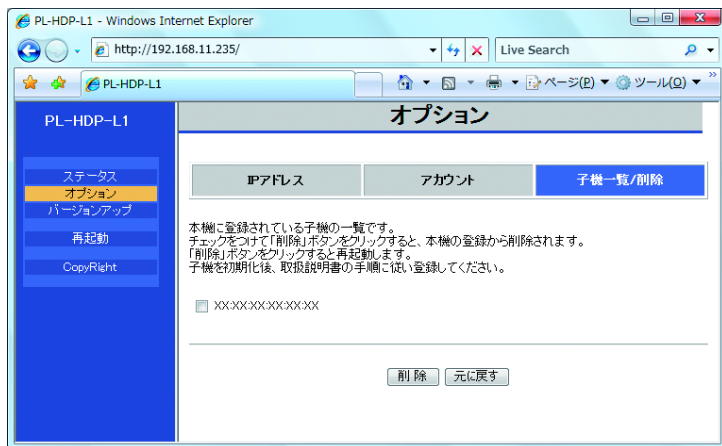 PL-HDP-L1 - Windows Internet Explorer
http://192.168.11.235/
Live Search
PL-HDP-L1
ページ(P)
ツール(O)
»
PL-HDP-L1
オプション
ステータス
オプション
バージョンアップ
再起動
CopyRight
IPアドレス
アカウント
子機一覧/削除
本機に登録されている子機の一覧です。
チェックをつけて「削除」ボタンをクリックすると、本機の登録から削除されます。
「削除」ボタンをクリックすると再起動します。
子機を初期化後、取扱説明書の手順に従い登録してください。
XX:XX:XX:XX:XX:XX
削 除
元に戻す